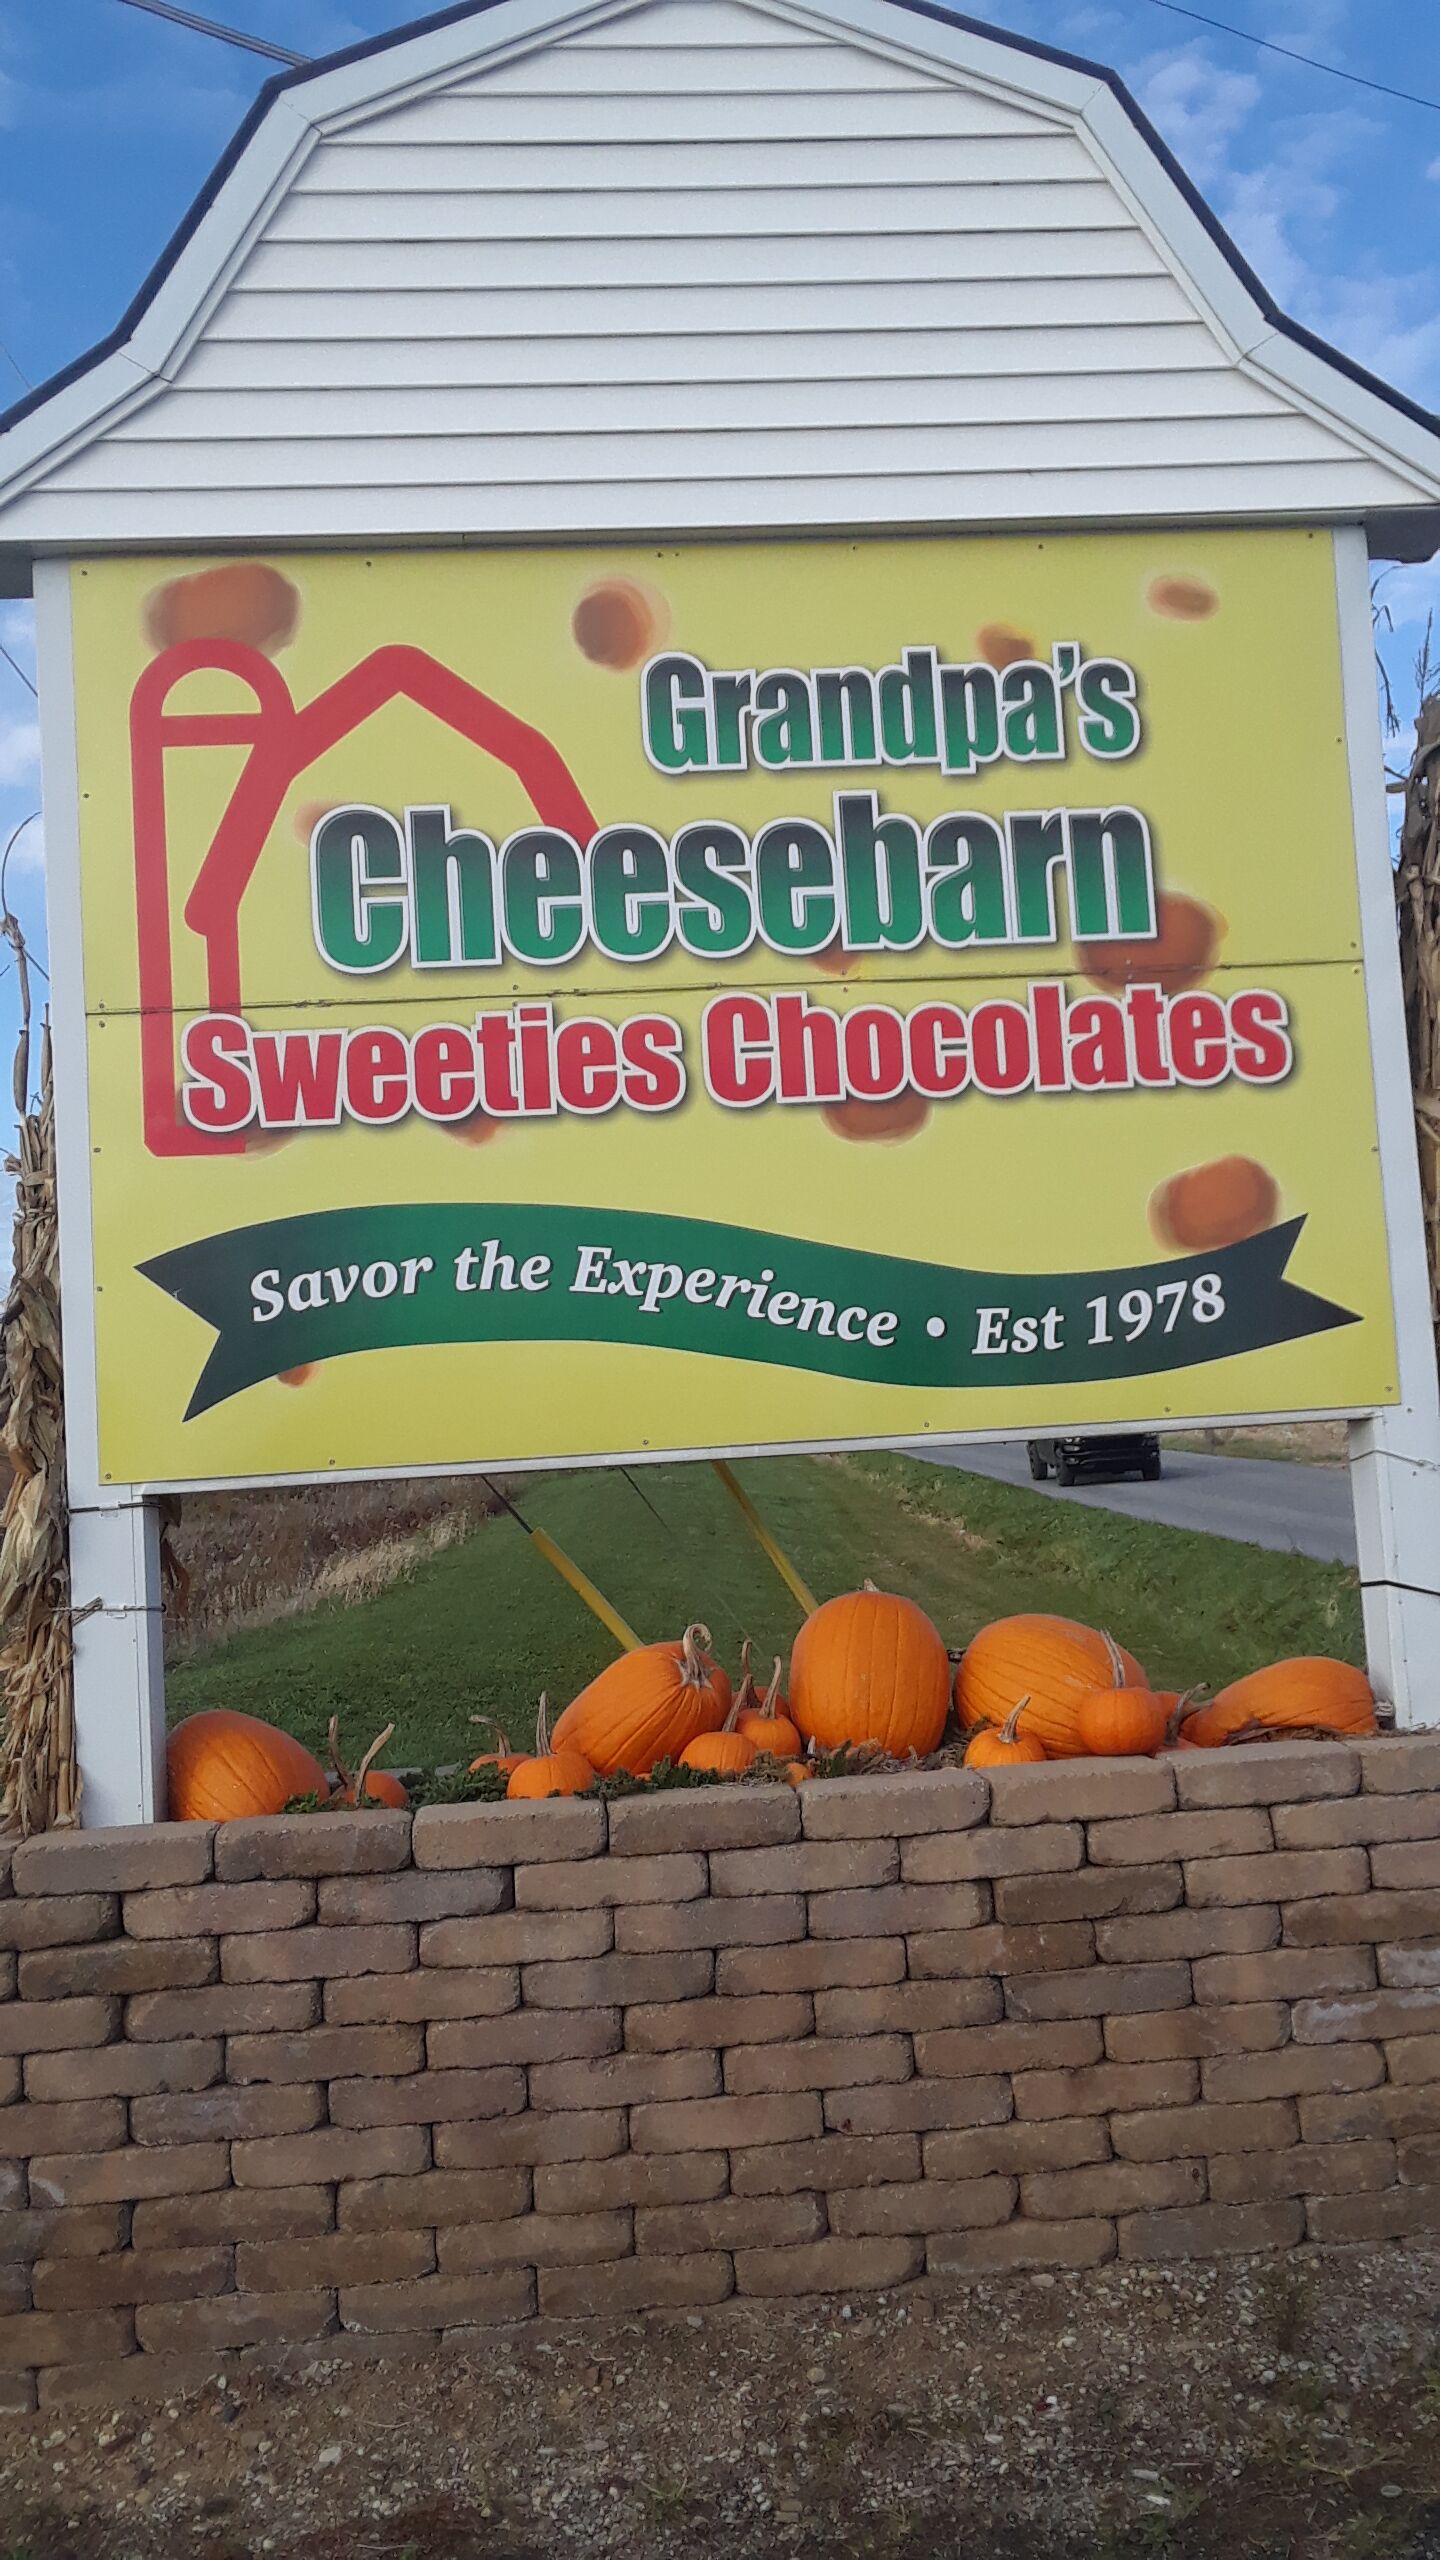 Grandpa's
Cheesebarn
Sweeties Chocolates
Savor the Experience • Est 1978